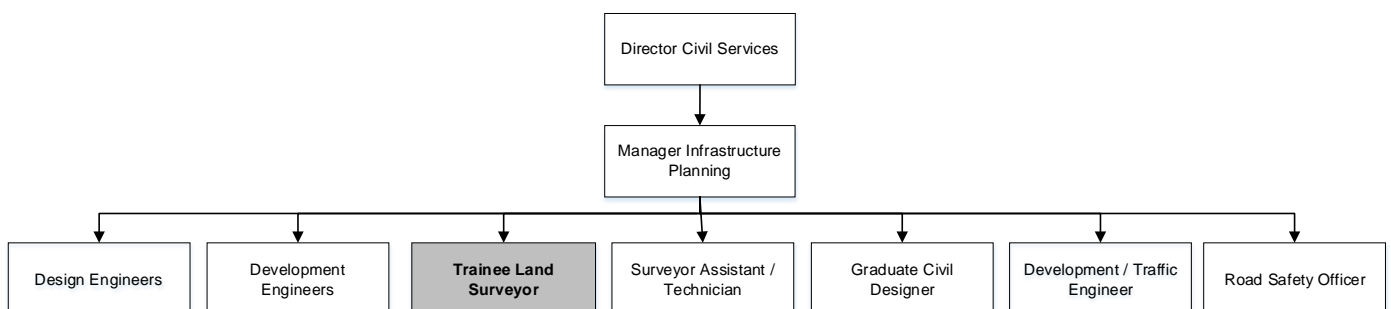 Director Civil Services
Manager Infrastructure
Planning
Design Engineers
Development
Engineers
Trainee Land
Surveyor
Surveyor Assistant /
Technician
Graduate Civil
Designer
Development / Traffic
Engineer
Road Safety Officer